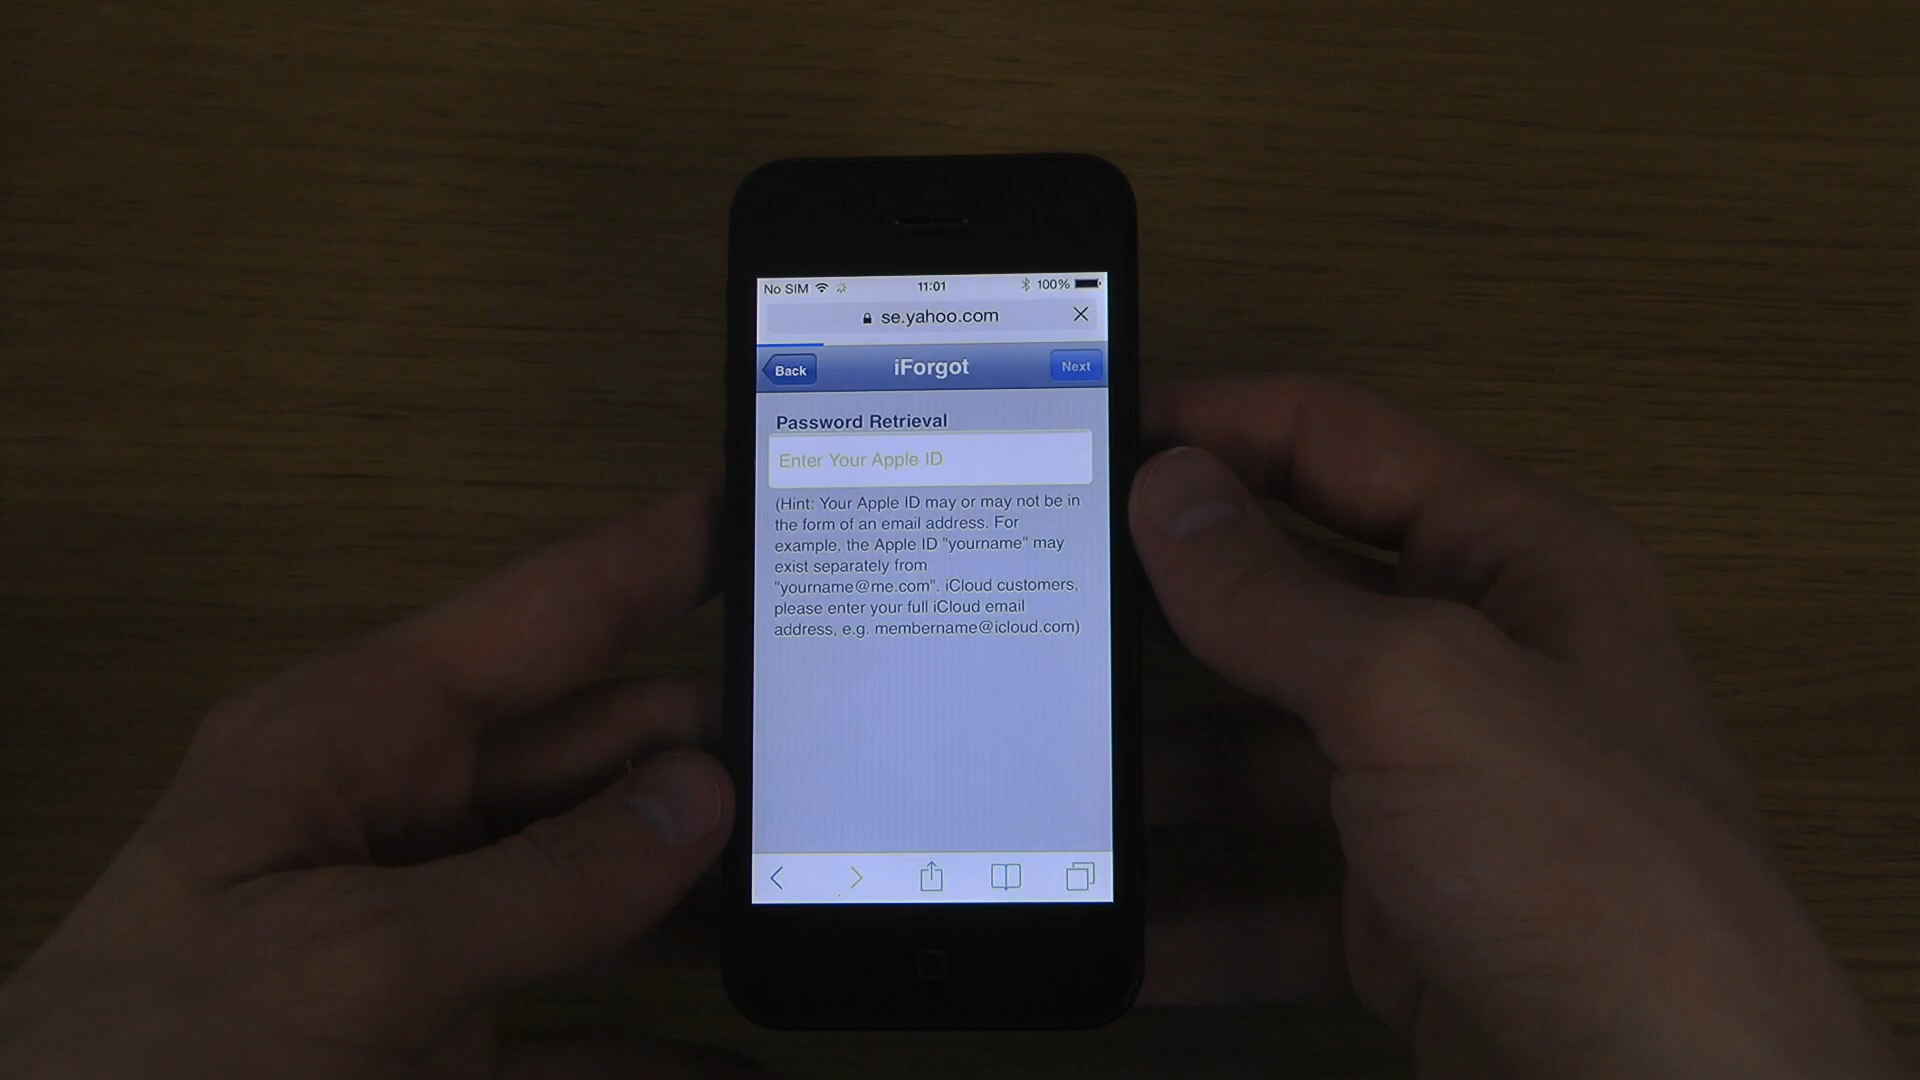 No SIM 11:01 100%
se.yahoo.com
Back iForgot Next
Password Retrieval
Enter Your Apple ID
(Hint: Your Apple ID may or may not be in
the form of an email address. For
example, the Apple ID "yourname" may
exist separately from
"yourname@me.com". iCloud customers,
please enter your full iCloud email
address, e.g. membername@icloud.com)